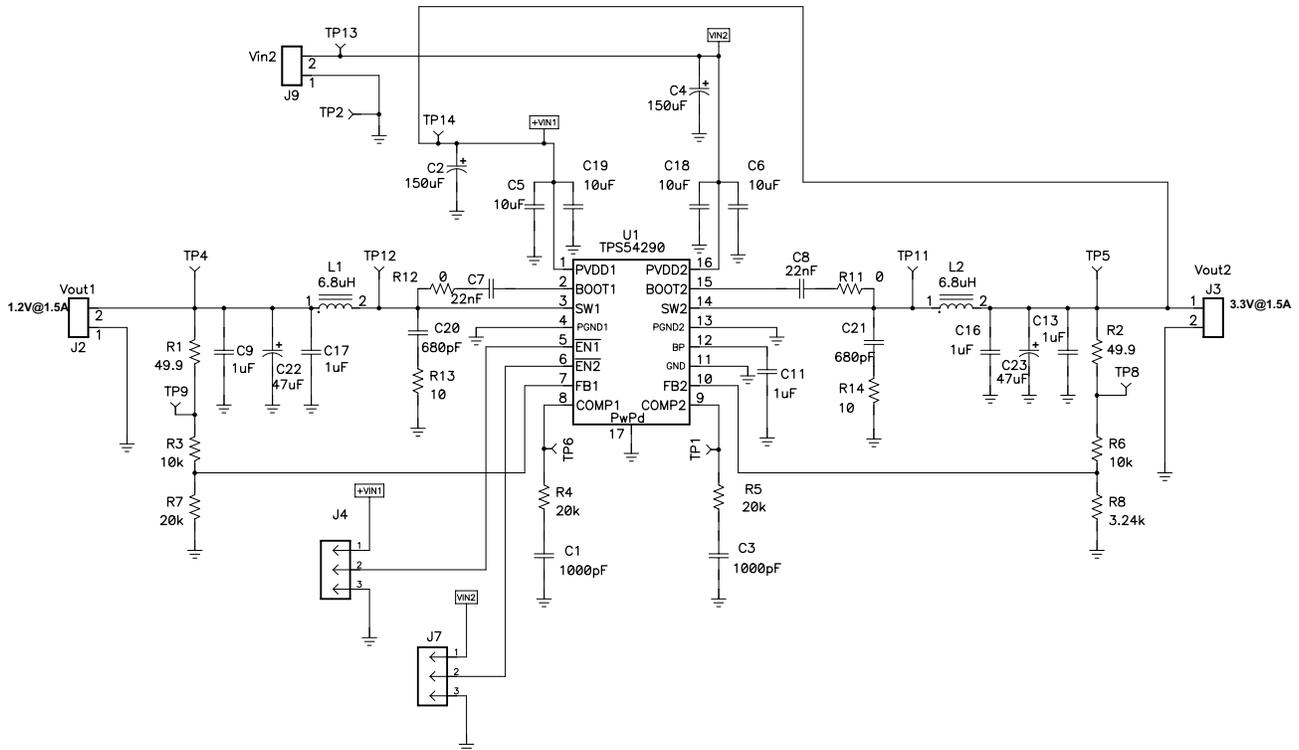 TP13
VIN2
Vin2
2
1
J9
C4
150uF
TP2
TP14
+VIN1
C2
150uF
C19
10uF
C5
10uF
C18
10uF
C6
10uF
U1
TPS54290
TP4
L1
6.8uH
TP12
R12
0
C7
22nF
1
PVDD1
PVDD2
16
2
BOOT1
BOOT2
15
3
SW1
SW2
14
4
PGND1
PGND2
13
5
EN1
BP
12
6
EN2
GND
11
7
FB1
FB2
10
8
COMP1
COMP2
9
PwPd
17
C8
22nF
R11
0
TP11
L2
6.8uH
TP5
Vout2
J3
1
2
3.3V@1.5A
Vout1
1.2V@1.5A
2
1
J2
1
2
1
2
R1
49.9
C9
1uF
C22
47uF
C17
1uF
C20
680pF
R13
10
TP9
R3
10k
R7
20k
C11
1uF
C21
680pF
R14
10
C16
1uF
C23
47uF
C13
1uF
R2
49.9
TP8
R6
10k
R8
3.24k
TP6
TP1
R4
20k
R5
20k
C1
1000pF
C3
1000pF
+VIN1
J4
1
2
3
VIN2
J7
1
2
3